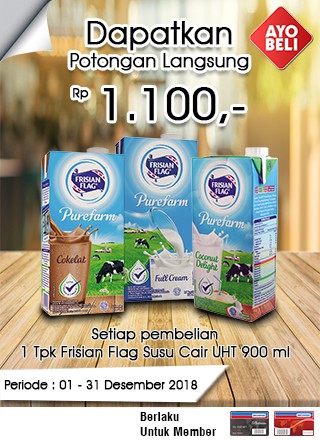 Dapatkan
Potongan Langsung
Rp 1.100,-
AYO
BELI
FRISIAN
FLAG
Purefarm
Cokelat
FRISIAN
FLAG
Purefarm
Full Cream
FRISIAN
FLAG
Purefarm
Coconut
Delight
Setiap pembelian
1 Tpk Frisian Flag Susu Cair UHT 900 ml
Periode : 01 - 31 Desember 2018
Berlaku
Untuk Member